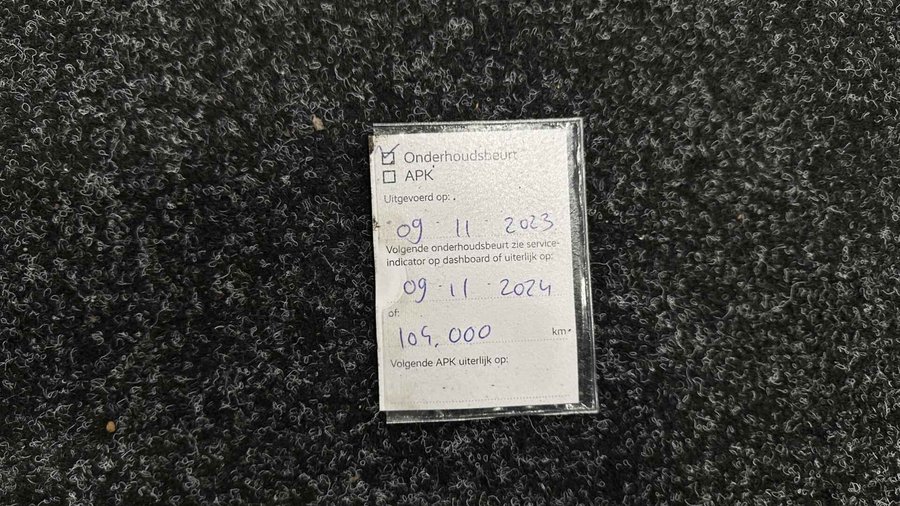 Onderhoudsbeurt
APK
Uitgevoerd op:
09 11 2023
Volgende onderhoudsbeurt zie service-
indicator op dashboard of uiterlijk op:
09 11 2024
of:
104.000 km
Volgende APK uiterlijk op: